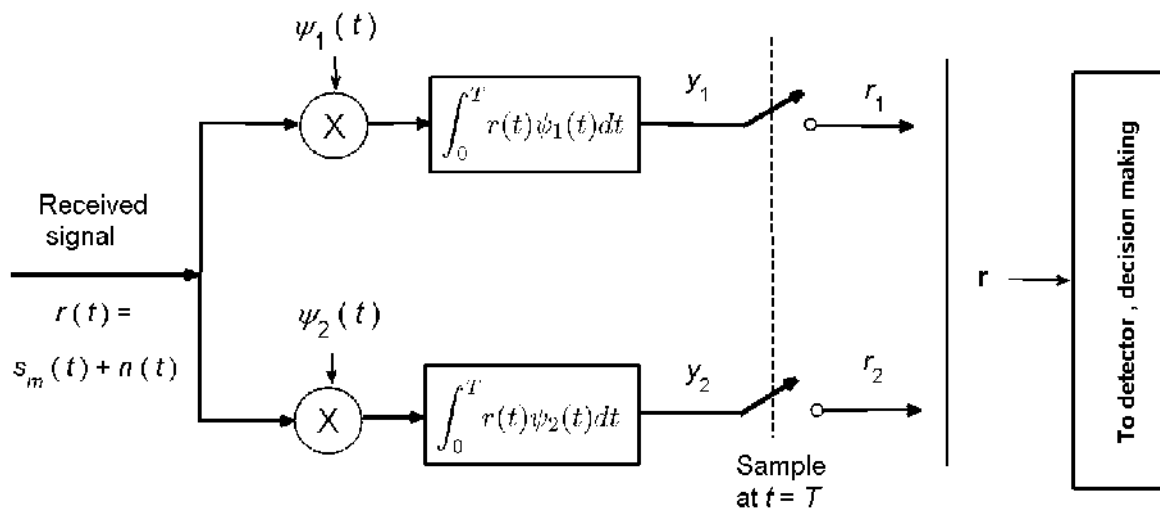 ψ₁(t)
X
∫₀ᵀ r(t)ψ₁(t)dt
y₁
r₁
Received
signal
r(t) =
sₘ(t) + n(t)
ψ₂(t)
X
∫₀ᵀ r(t)ψ₂(t)dt
y₂
r₂
Sample
at t = T
r
To detector , decision making